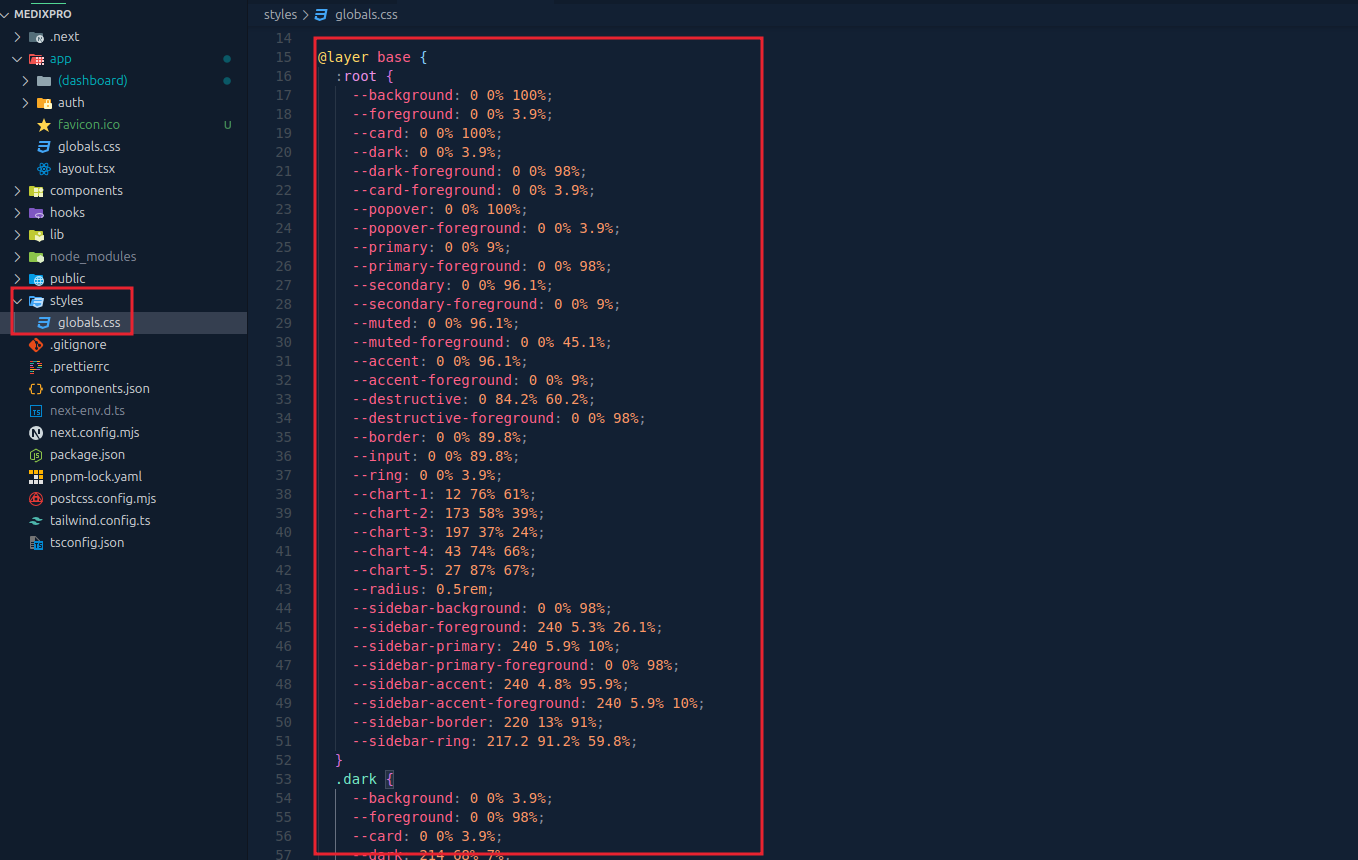 MEDIXPRO
.next
app
(dashboard)
auth
favicon.ico U
globals.css
layout.tsx
components
hooks
lib
node_modules
public
styles
globals.css
.gitignore
.prettierrc
components.json
next-env.d.ts
next.config.mjs
package.json
pnpm-lock.yaml
postcss.config.mjs
tailwind.config.ts
tsconfig.json
styles > globals.css
14
15 @layer base {
16 :root {
17 --background: 0 0% 100%;
18 --foreground: 0 0% 3.9%;
19 --card: 0 0% 100%;
20 --dark: 0 0% 3.9%;
21 --dark-foreground: 0 0% 98%;
22 --card-foreground: 0 0% 3.9%;
23 --popover: 0 0% 100%;
24 --popover-foreground: 0 0% 3.9%;
25 --primary: 0 0% 9%;
26 --primary-foreground: 0 0% 98%;
27 --secondary: 0 0% 96.1%;
28 --secondary-foreground: 0 0% 9%;
29 --muted: 0 0% 96.1%;
30 --muted-foreground: 0 0% 45.1%;
31 --accent: 0 0% 96.1%;
32 --accent-foreground: 0 0% 9%;
33 --destructive: 0 84.2% 60.2%;
34 --destructive-foreground: 0 0% 98%;
35 --border: 0 0% 89.8%;
36 --input: 0 0% 89.8%;
37 --ring: 0 0% 3.9%;
38 --chart-1: 12 76% 61%;
39 --chart-2: 173 58% 39%;
40 --chart-3: 197 37% 24%;
41 --chart-4: 43 74% 66%;
42 --chart-5: 27 87% 67%;
43 --radius: 0.5rem;
44 --sidebar-background: 0 0% 98%;
45 --sidebar-foreground: 240 5.3% 26.1%;
46 --sidebar-primary: 240 5.9% 10%;
47 --sidebar-primary-foreground: 0 0% 98%;
48 --sidebar-accent: 240 4.8% 95.9%;
49 --sidebar-accent-foreground: 240 5.9% 10%;
50 --sidebar-border: 220 13% 91%;
51 --sidebar-ring: 217.2 91.2% 59.8%;
52 }
53 .dark {
54 --background: 0 0% 3.9%;
55 --foreground: 0 0% 98%;
56 --card: 0 0% 3.9%;
57 --dark: 214 68% 7%;